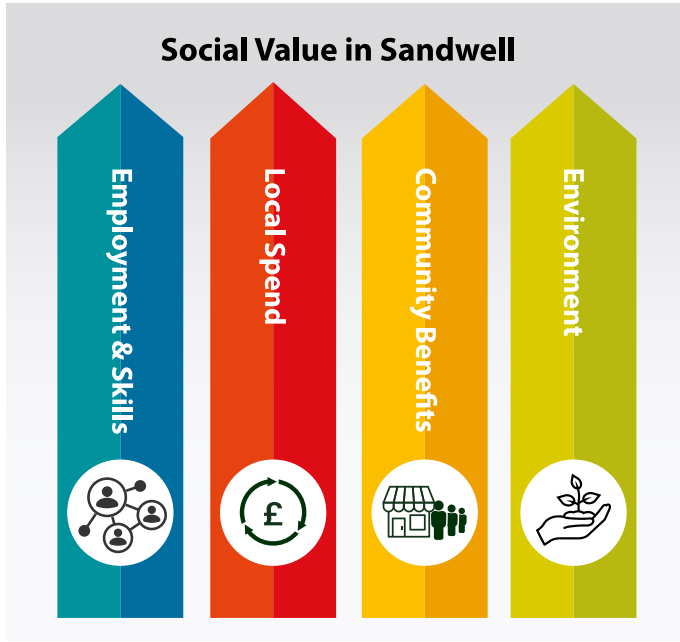 Social Value in Sandwell
Employment & Skills
Local Spend
Community Benefits
Environment
£